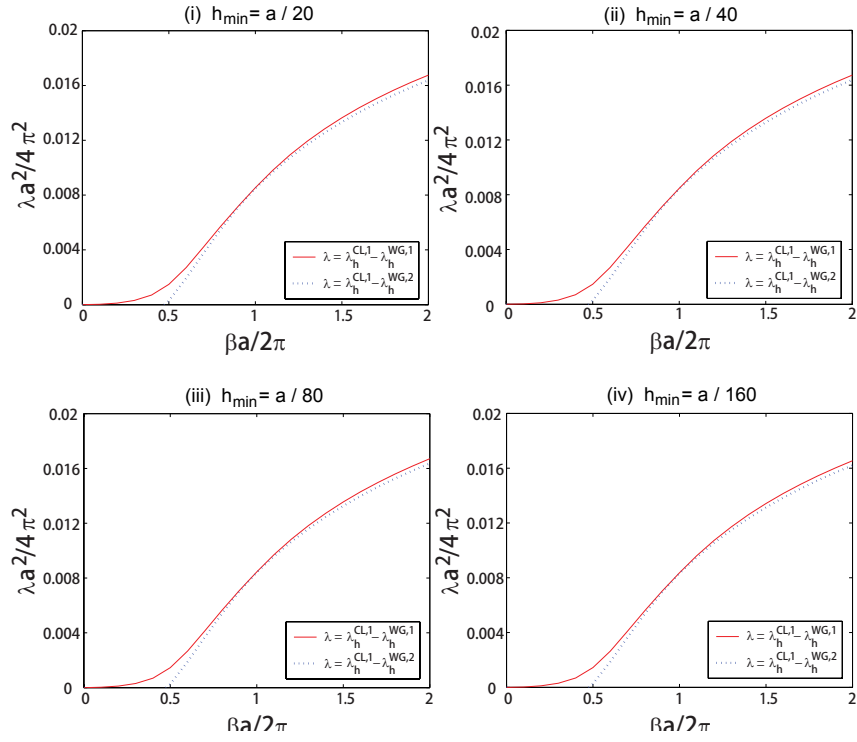 (i) h_min = a / 20
0.02
0.016
0.012
0.008
0.004
0
λa²/4π²
λ = λ_h^CL,1 – λ_h^WG,1
λ = λ_h^CL,1 – λ_h^WG,2
0 0.5 1 1.5 2
βa/2π
(ii) h_min = a / 40
0.02
0.016
0.012
0.008
0.004
0
λa²/4π²
λ = λ_h^CL,1 – λ_h^WG,1
λ = λ_h^CL,1 – λ_h^WG,2
0 0.5 1 1.5 2
βa/2π
(iii) h_min = a / 80
0.02
0.016
0.012
0.008
0.004
0
λa²/4π²
λ = λ_h^CL,1 – λ_h^WG,1
λ = λ_h^CL,1 – λ_h^WG,2
0 0.5 1 1.5 2
βa/2π
(iv) h_min = a / 160
0.02
0.016
0.012
0.008
0.004
0
λa²/4π²
λ = λ_h^CL,1 – λ_h^WG,1
λ = λ_h^CL,1 – λ_h^WG,2
0 0.5 1 1.5 2
βa/2π